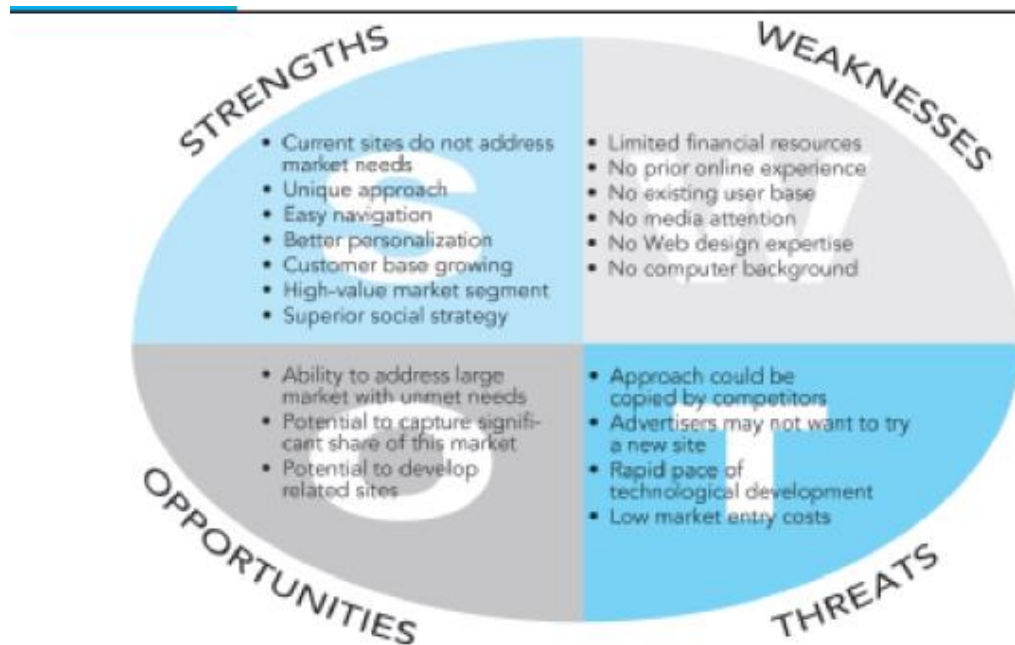 STRENGTHS
• Current sites do not address
market needs
• Unique approach
• Easy navigation
• Better personalization
• Customer base growing
• High-value market segment
• Superior social strategy
S
WEAKNESSES
• Limited financial resources
• No prior online experience
• No existing user base
• No media attention
• No Web design expertise
• No computer background
W
OPPORTUNITIES
• Ability to address large
market with unmet needs
• Potential to capture signifi-
cant share of this market
• Potential to develop
related sites
O
THREATS
• Approach could be
copied by competitors
• Advertisers may not want to try
a new site
• Rapid pace of
technological development
• Low market entry costs
T